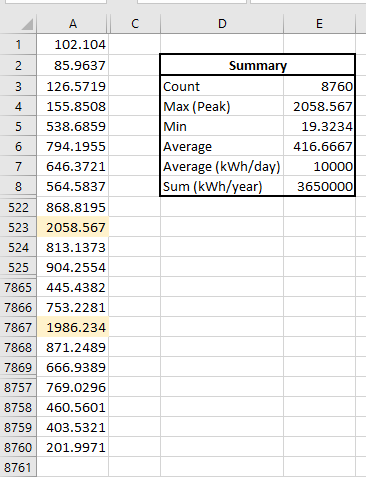 A C D E
1 102.104
2 85.9637 Summary
3 126.5719 Count 8760
4 155.8508 Max (Peak) 2058.567
5 538.6859 Min 19.3234
6 794.1955 Average 416.6667
7 646.3721 Average (kWh/day) 10000
8 564.5837 Sum (kWh/year) 3650000
522 868.8195
523 2058.567
524 813.1373
525 904.2554
7865 445.4382
7866 753.2281
7867 1986.234
7868 871.2489
7869 666.9389
8757 769.0296
8758 460.5601
8759 403.5321
8760 201.9971
8761